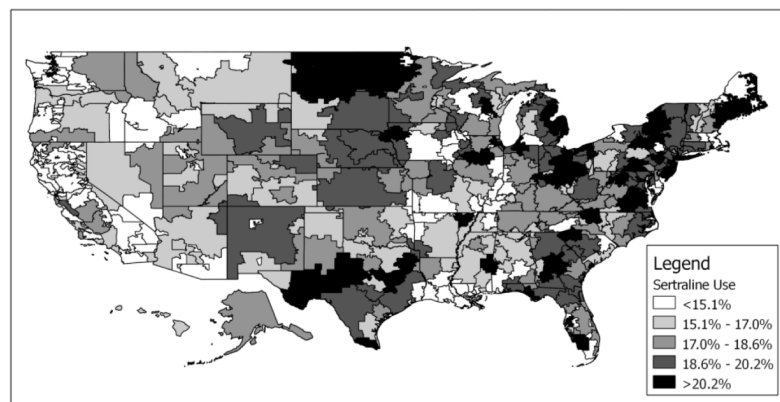 Legend
Sertraline Use
<15.1%
15.1% - 17.0%
17.0% - 18.6%
18.6% - 20.2%
>20.2%